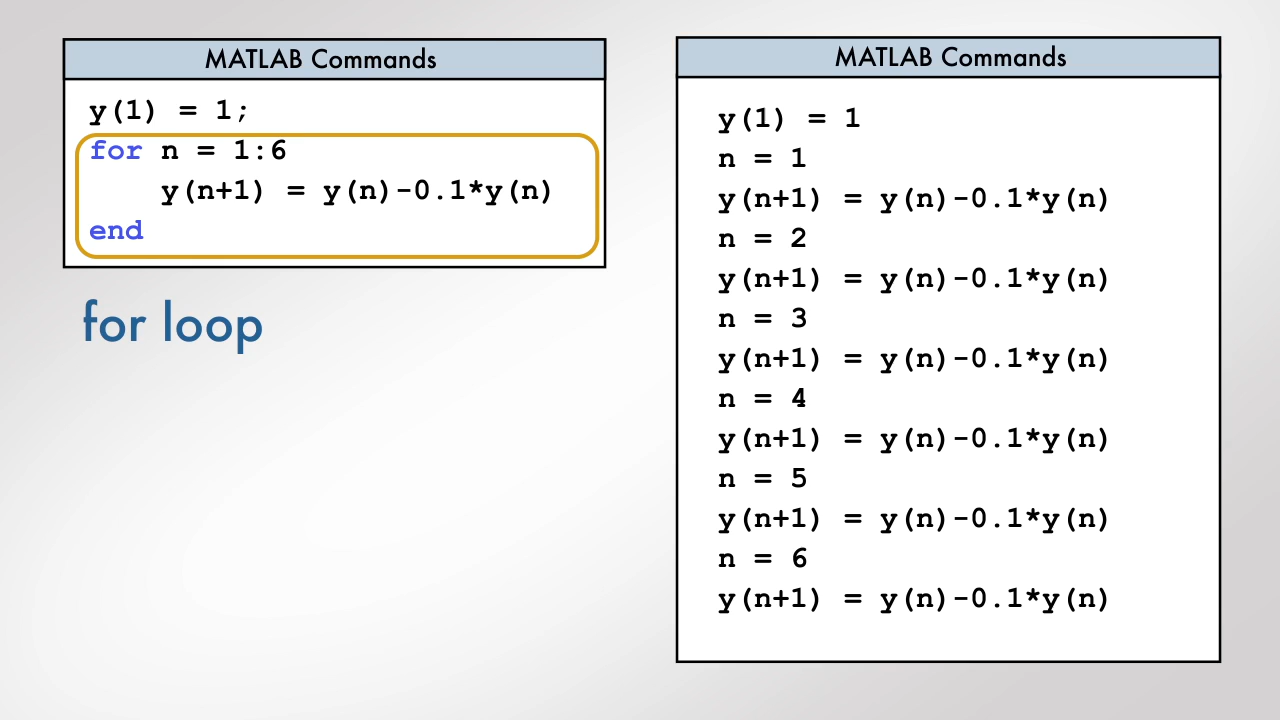 MATLAB Commands
y(1) = 1;
for n = 1:6
y(n+1) = y(n)-0.1*y(n)
end
for loop
MATLAB Commands
y(1) = 1
n = 1
y(n+1) = y(n)-0.1*y(n)
n = 2
y(n+1) = y(n)-0.1*y(n)
n = 3
y(n+1) = y(n)-0.1*y(n)
n = 4
y(n+1) = y(n)-0.1*y(n)
n = 5
y(n+1) = y(n)-0.1*y(n)
n = 6
y(n+1) = y(n)-0.1*y(n)